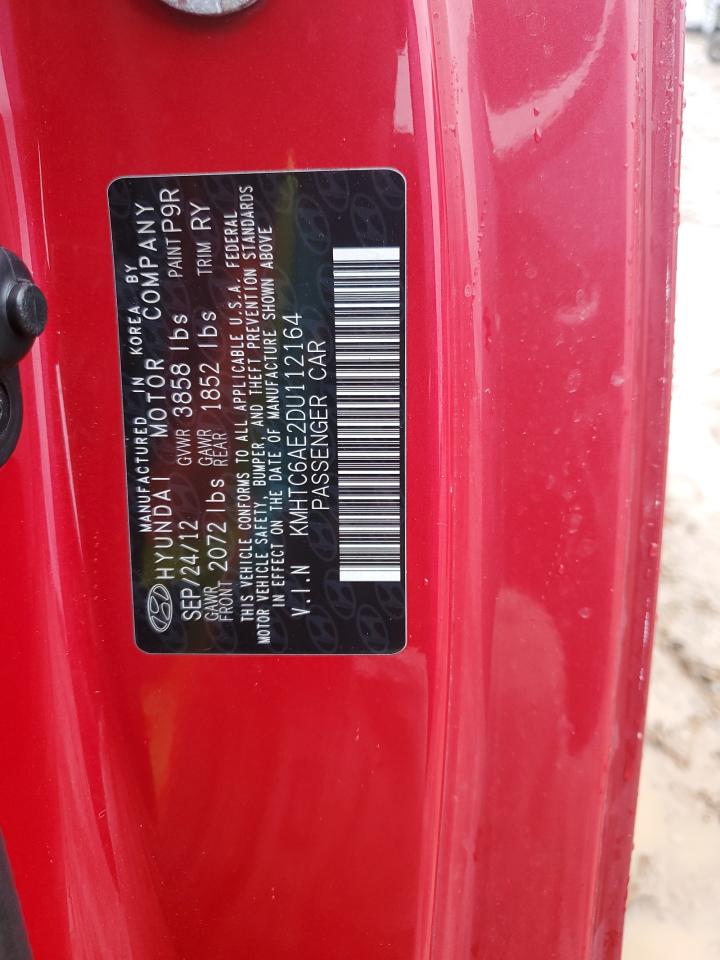 MANUFACTURED IN KOREA BY
HYUNDAI MOTOR COMPANY
SEP/24/12 GVWR 3858 lbs PAINT P9R
GAWR FRONT 2072 lbs GAWR REAR 1852 lbs TRIM RY
THIS VEHICLE CONFORMS TO ALL APPLICABLE U.S.A. FEDERAL
MOTOR VEHICLE SAFETY, BUMPER, AND THEFT PREVENTION STANDARDS
IN EFFECT ON THE DATE OF MANUFACTURE SHOWN ABOVE
V.I.N KMHTC6AE2DU112164
PASSENGER CAR